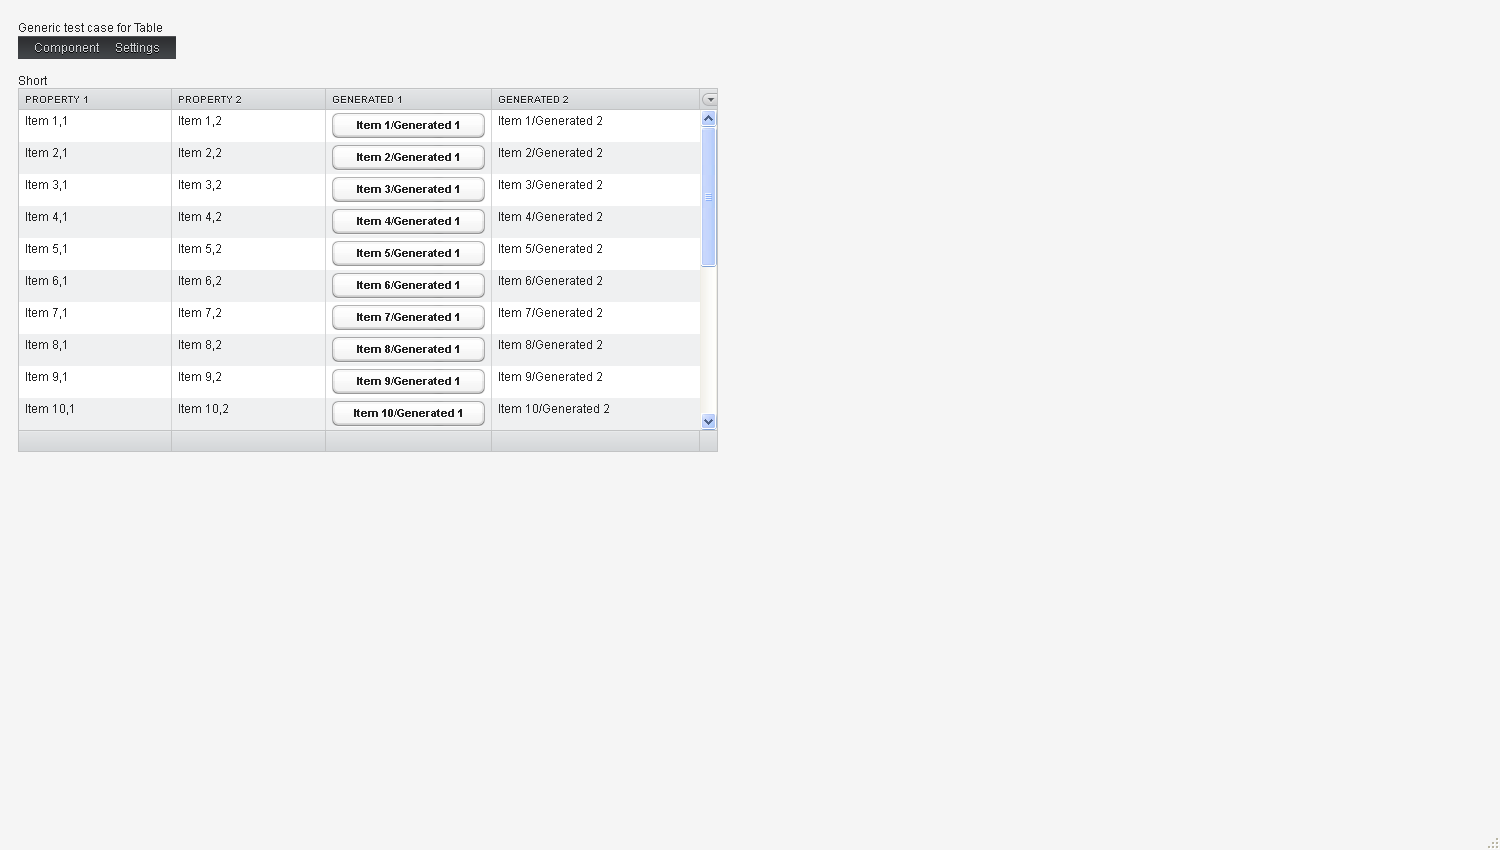 Generic test case for Table
Component Settings
Short
PROPERTY 1 PROPERTY 2 GENERATED 1 GENERATED 2
Item 1,1 Item 1,2 Item 1/Generated 1 Item 1/Generated 2
Item 2,1 Item 2,2 Item 2/Generated 1 Item 2/Generated 2
Item 3,1 Item 3,2 Item 3/Generated 1 Item 3/Generated 2
Item 4,1 Item 4,2 Item 4/Generated 1 Item 4/Generated 2
Item 5,1 Item 5,2 Item 5/Generated 1 Item 5/Generated 2
Item 6,1 Item 6,2 Item 6/Generated 1 Item 6/Generated 2
Item 7,1 Item 7,2 Item 7/Generated 1 Item 7/Generated 2
Item 8,1 Item 8,2 Item 8/Generated 1 Item 8/Generated 2
Item 9,1 Item 9,2 Item 9/Generated 1 Item 9/Generated 2
Item 10,1 Item 10,2 Item 10/Generated 1 Item 10/Generated 2